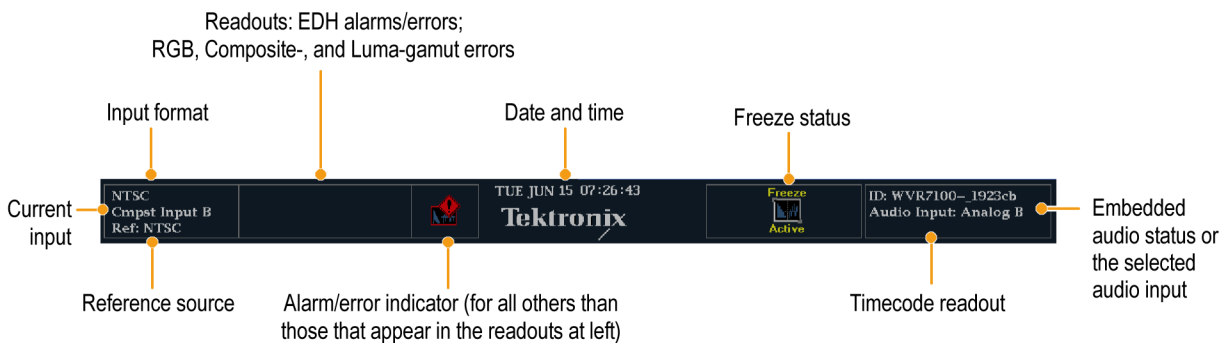 Readouts: EDH alarms/errors;
RGB, Composite-, and Luma-gamut errors
Input format
Date and time
Freeze status
NTSC
Cmpst Input B
Ref: NTSC
TUE JUN 15 07:26:43
Tektronix
Freeze
Active
ID: WVR7100-_1923cb
Audio Input: Analog B
Current
input
Embedded
audio status or
the selected
audio input
Reference source
Alarm/error indicator (for all others than
those that appear in the readouts at left)
Timecode readout